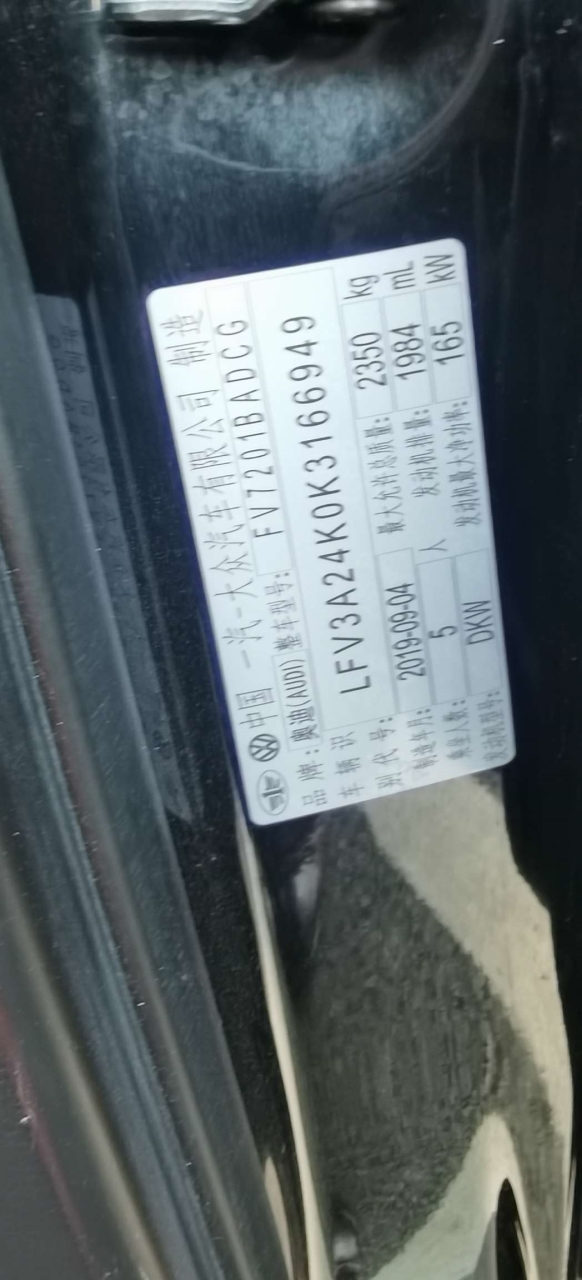 中国 一汽-大众汽车有限公司 制造
品牌: 奥迪(AUDI) 整车型号: FV7201BADCG
车辆识别代号: LFV3A24K0K3166949
制造年月: 2019-09-04 最大允许总质量: 2350 kg
乘坐人数: 5 人 发动机排量: 1984 mL
发动机型号: DKW 发动机最大净功率: 165 kW